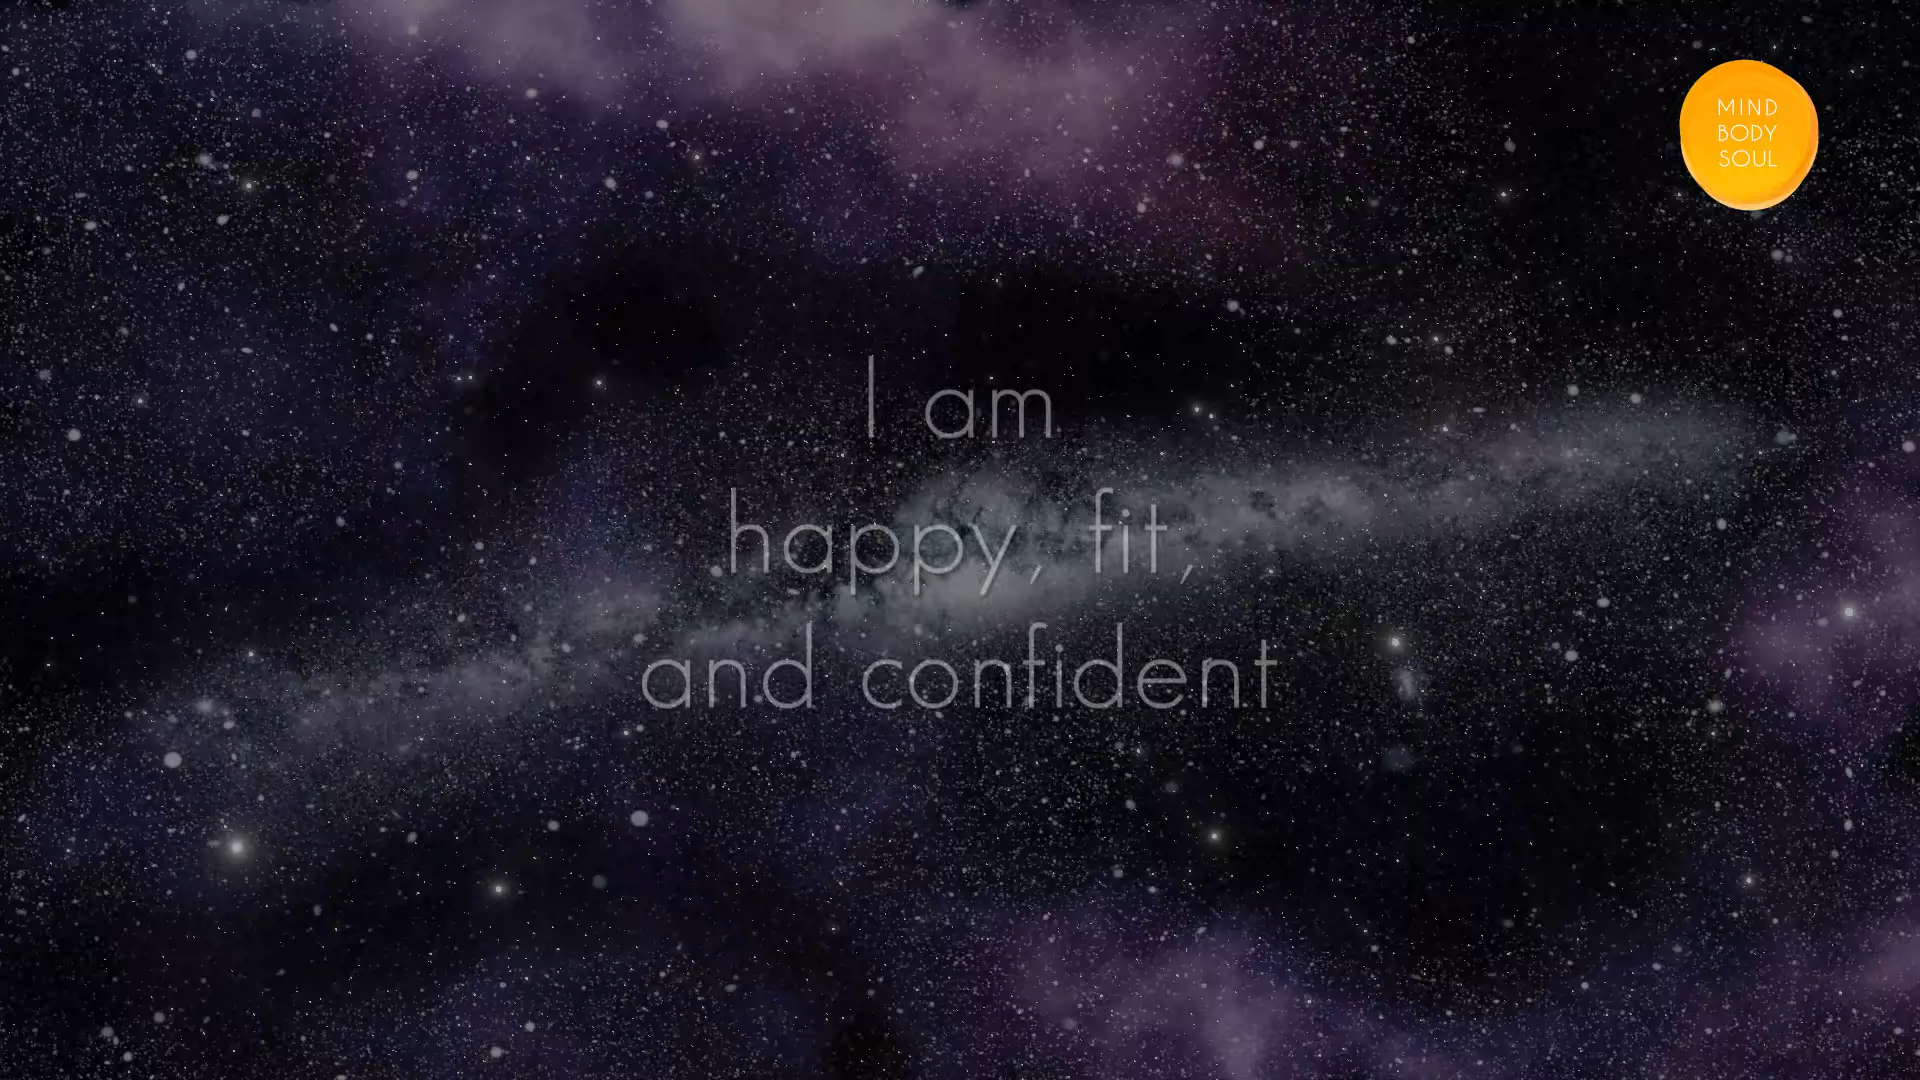 MIND
BODY
SOUL
I am
happy, fit,
and confident